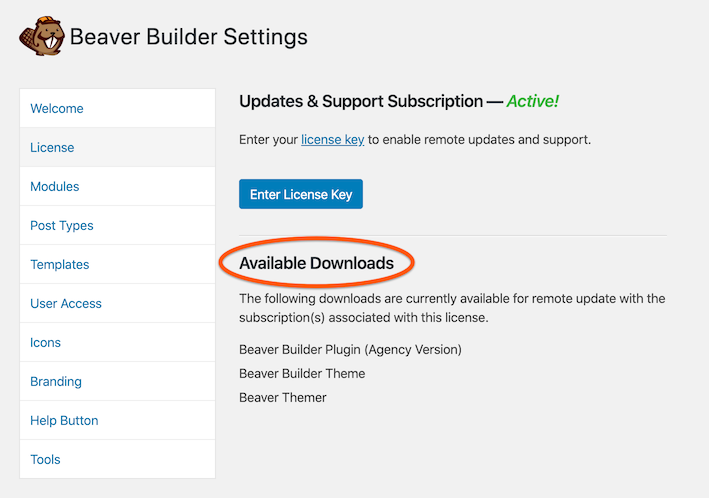 Beaver Builder Settings
Welcome
License
Modules
Post Types
Templates
User Access
Icons
Branding
Help Button
Tools
Updates & Support Subscription — Active!
Enter your license key to enable remote updates and support.
Enter License Key
Available Downloads
The following downloads are currently available for remote update with the
subscription(s) associated with this license.
Beaver Builder Plugin (Agency Version)
Beaver Builder Theme
Beaver Themer